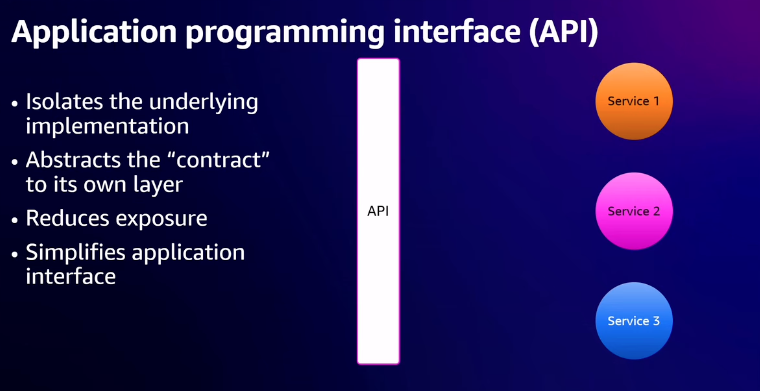 Application programming interface (API)
• Isolates the underlying
implementation
• Abstracts the “contract”
to its own layer
• Reduces exposure
• Simplifies application
interface
API
Service 1
Service 2
Service 3